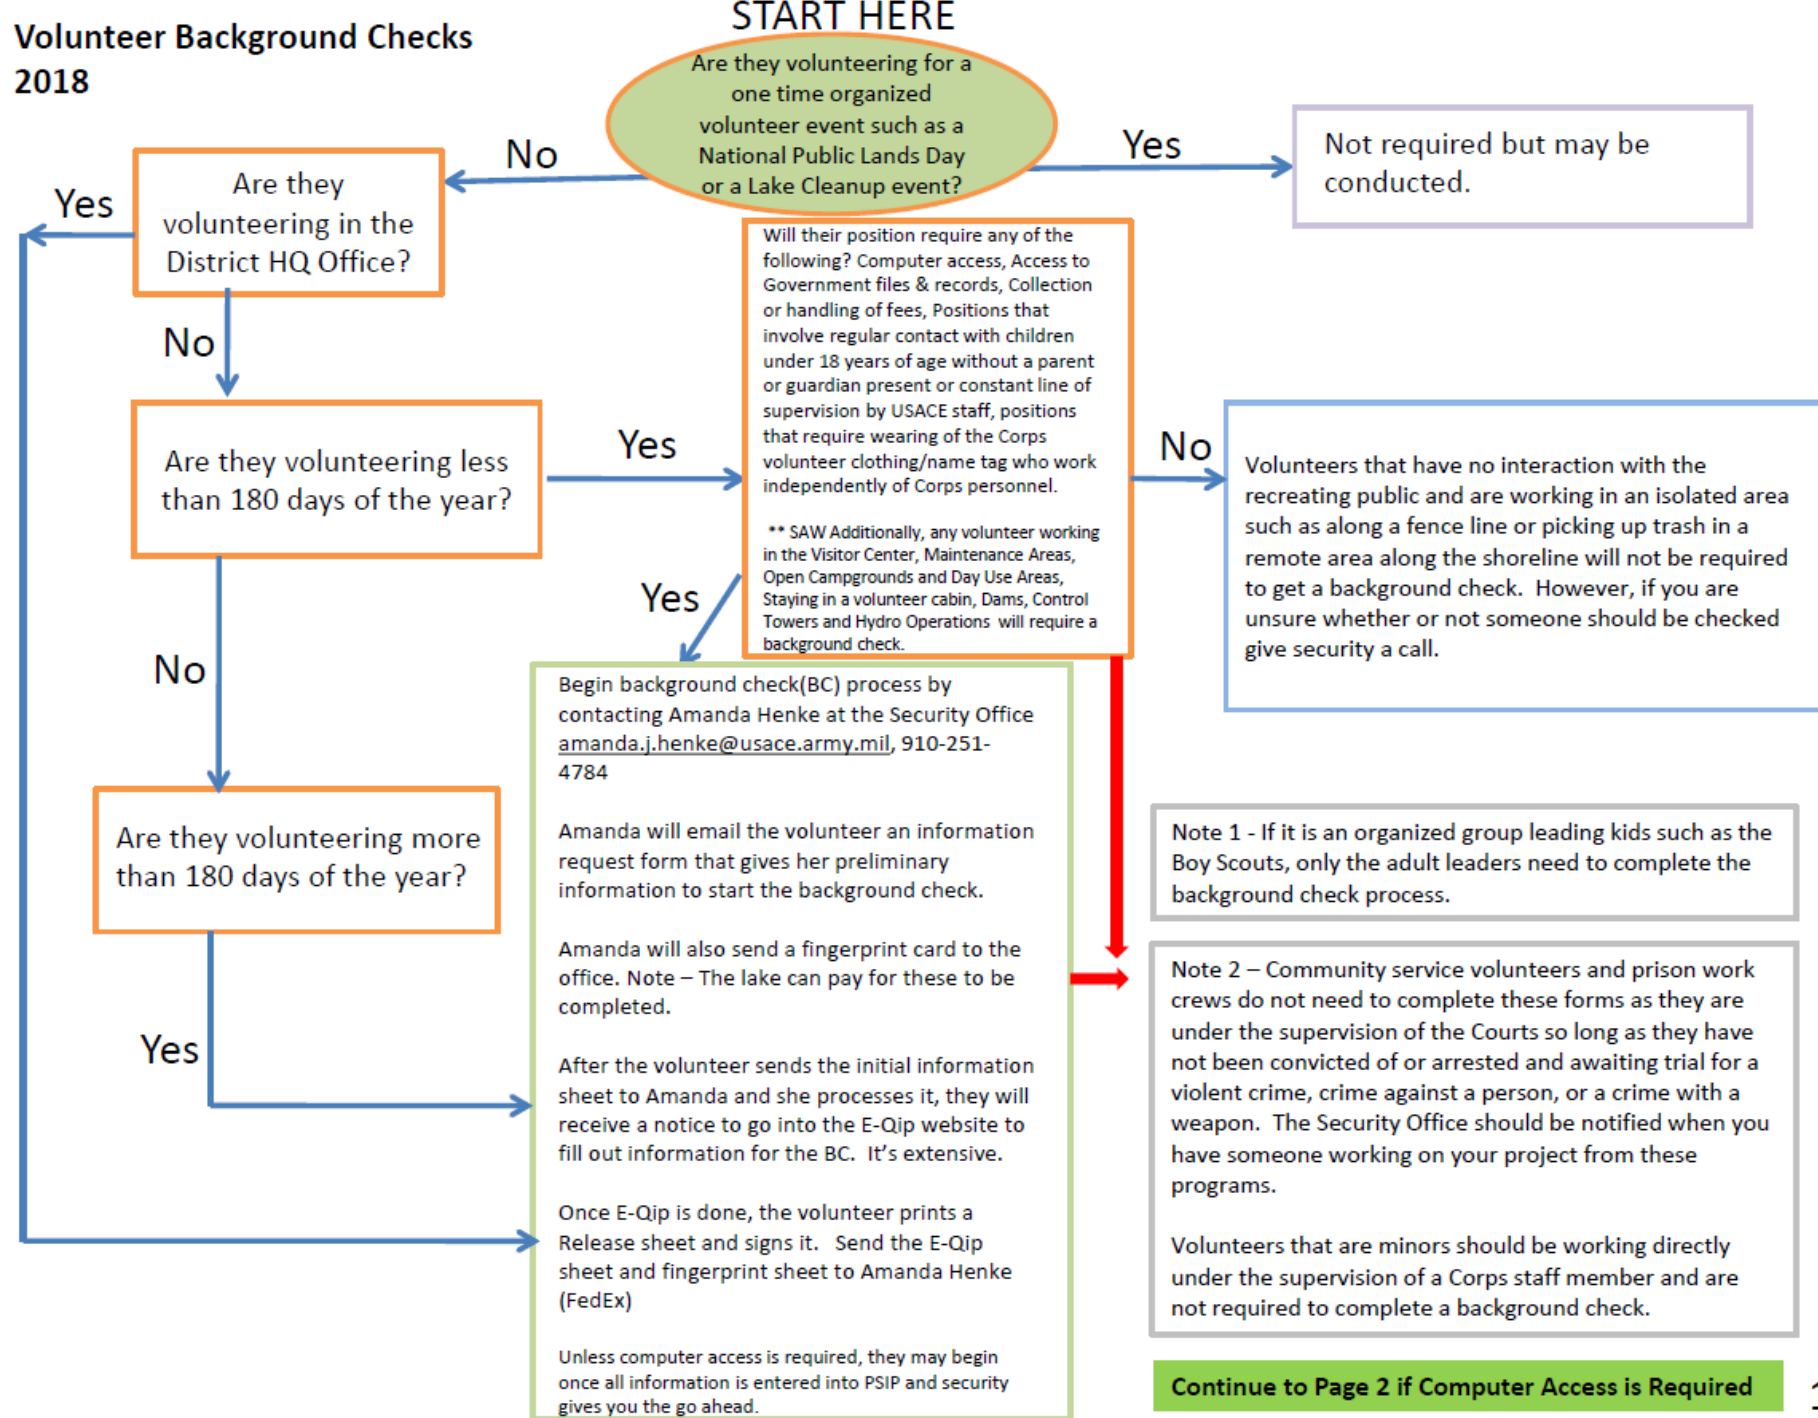 START HERE
Volunteer Background Checks
2018
Are they volunteering for a
one time organized
volunteer event such as a
National Public Lands Day
or a Lake Cleanup event?
No
Yes
Not required but may be
conducted.
Are they
volunteering in the
District HQ Office?
Yes
No
Will their position require any of the
following? Computer access, Access to
Government files & records, Collection
or handling of fees, Positions that
involve regular contact with children
under 18 years of age without a parent
or guardian present or constant line of
supervision by USACE staff, positions
that require wearing of the Corps
volunteer clothing/name tag who work
independently of Corps personnel.
** SAW Additionally, any volunteer working
in the Visitor Center, Maintenance Areas,
Open Campgrounds and Day Use Areas,
Staying in a volunteer cabin, Dams, Control
Towers and Hydro Operations will require a
background check.
Are they volunteering less
than 180 days of the year?
Yes
No
Volunteers that have no interaction with the
recreating public and are working in an isolated area
such as along a fence line or picking up trash in a
remote area along the shoreline will not be required
to get a background check. However, if you are
unsure whether or not someone should be checked
give security a call.
Yes
No
Begin background check(BC) process by
contacting Amanda Henke at the Security Office
amanda.j.henke@usace.army.mil, 910-251-
4784
Amanda will email the volunteer an information
request form that gives her preliminary
information to start the background check.
Amanda will also send a fingerprint card to the
office. Note – The lake can pay for these to be
completed.
After the volunteer sends the initial information
sheet to Amanda and she processes it, they will
receive a notice to go into the E-Qip website to
fill out information for the BC. It's extensive.
Once E-Qip is done, the volunteer prints a
Release sheet and signs it. Send the E-Qip
sheet and fingerprint sheet to Amanda Henke
(FedEx)
Unless computer access is required, they may begin
once all information is entered into PSIP and security
gives you the go ahead.
Are they volunteering more
than 180 days of the year?
Yes
Note 1 - If it is an organized group leading kids such as the
Boy Scouts, only the adult leaders need to complete the
background check process.
Note 2 – Community service volunteers and prison work
crews do not need to complete these forms as they are
under the supervision of the Courts so long as they have
not been convicted of or arrested and awaiting trial for a
violent crime, crime against a person, or a crime with a
weapon. The Security Office should be notified when you
have someone working on your project from these
programs.
Volunteers that are minors should be working directly
under the supervision of a Corps staff member and are
not required to complete a background check.
Continue to Page 2 if Computer Access is Required
1